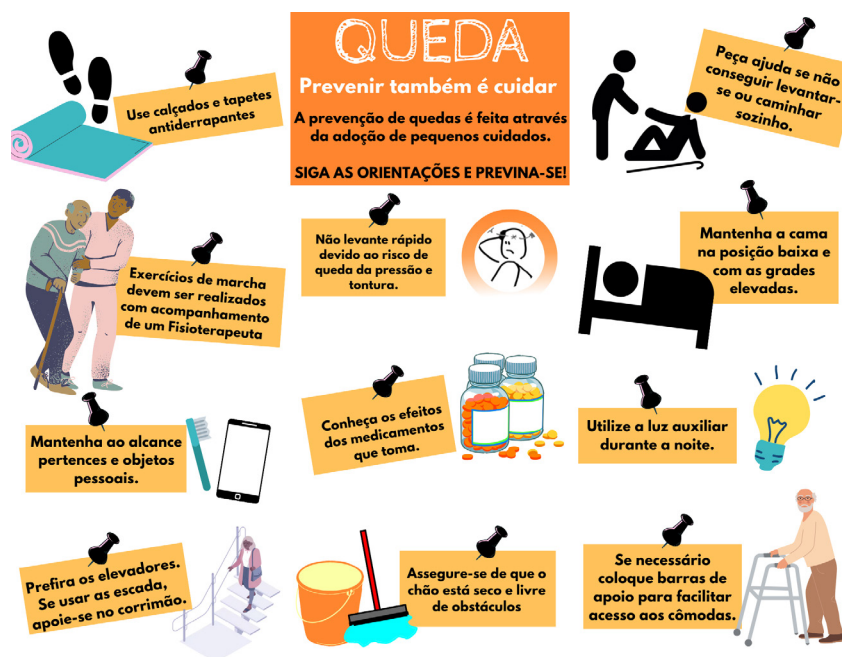 QUEDA
Prevenir também é cuidar
A prevenção de quedas é feita através
da adoção de pequenos cuidados.
SIGA AS ORIENTAÇÕES E PREVINA-SE!
Use calçados e tapetes
antiderrapantes
Peça ajuda se não
conseguir levantar-
se ou caminhar
sozinho.
Exercícios de marcha
devem ser realizados
com acompanhamento
de um Fisioterapeuta
Não levante rápido
devido ao risco de
queda da pressão e
tontura.
Mantenha a cama
na posição baixa e
com as grades
elevadas.
Mantenha ao alcance
pertences e objetos
pessoais.
Conheça os efeitos
dos medicamentos
que toma.
Utilize a luz auxiliar
durante a noite.
Prefira os elevadores.
Se usar as escada,
apoie-se no corrimão.
Assegure-se de que o
chão está seco e livre
de obstáculos
Se necessário
coloque barras de
apoio para facilitar
acesso aos cômodas.